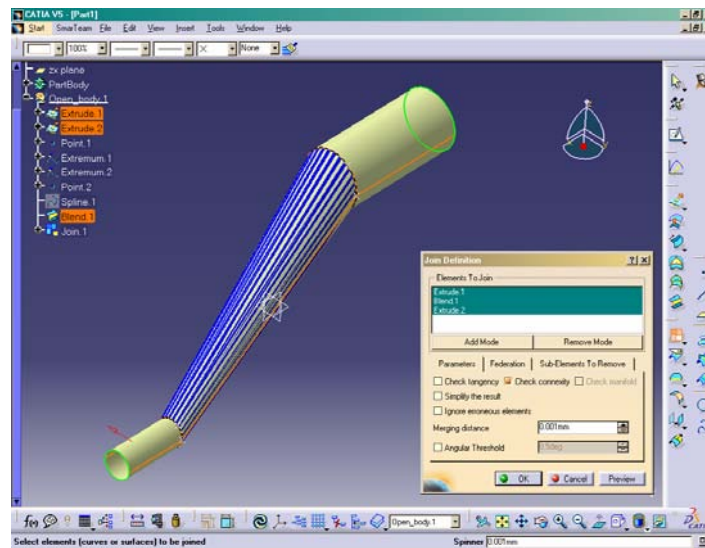 CATIA V5 - [Part1]
Start SmarTeam File Edit View Insert Tools Window Help
100% None
zx plane
PartBody
Open_body.1
Extrude.1
Extrude.2
Point.1
Extremum.1
Extremum.2
Point.2
Spline.1
Blend.1
Join.1
Join Definition
Elements To Join
Extrude.1
Blend.1
Extrude.2
Add Mode Remove Mode
Parameters Federation Sub-Elements To Remove
Check tangency Check connexity Check manifold
Simplify the result
Ignore erroneous elements
Merging distance 0.001mm
Angular Threshold 0.5deg
OK Cancel Preview
f(x) Open_body.1
Select elements (curves or surfaces) to be joined Spinner 0.001mm